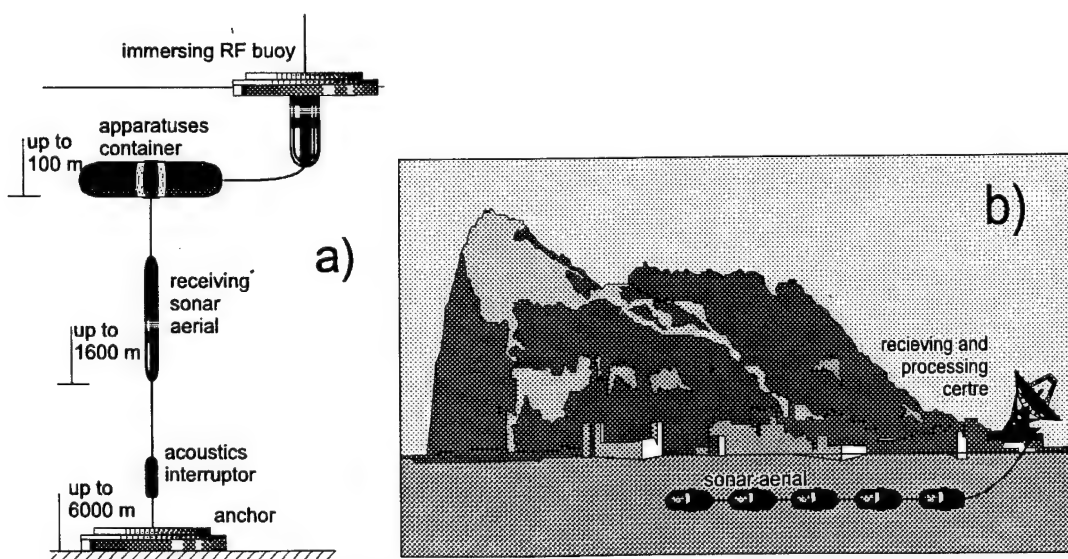 immersing RF buoy
apparatuses
container
up to
100 m
a)
receiving
sonar
aerial
up to
1600 m
acoustics
interruptor
up to
6000 m
anchor
b)
recieving and
processing
certre
sonar aerial